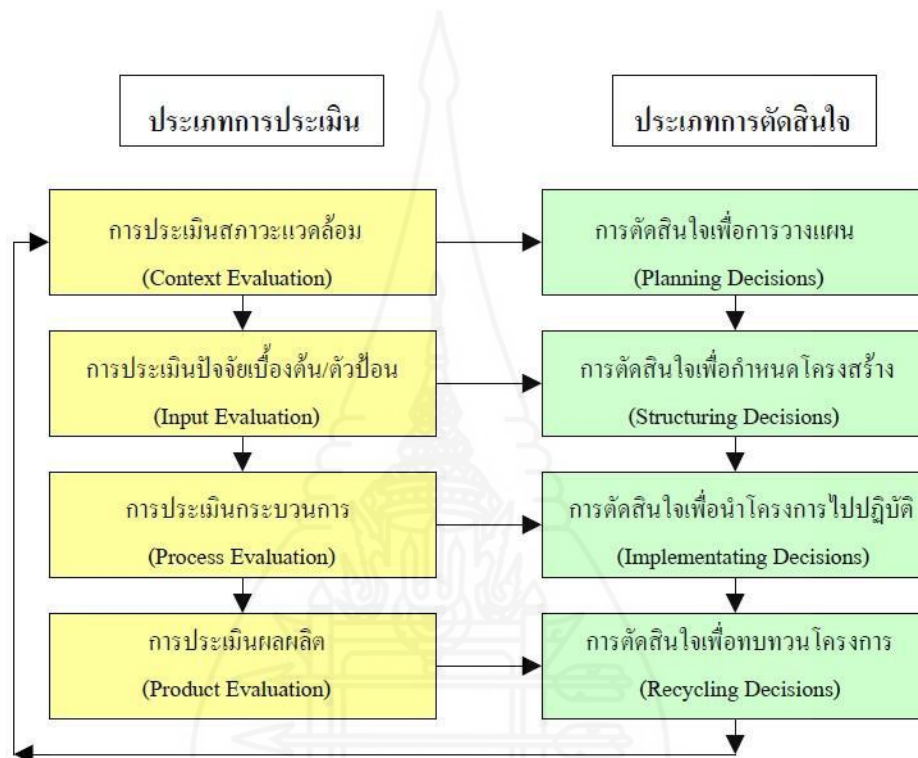 ประเภทการประเมิน
ประเภทการตัดสินใจ
การประเมินสภาวะแวดล้อม
(Context Evaluation)
การตัดสินใจเพื่อการวางแผน
(Planning Decisions)
การประเมินปัจจัยเบื้องต้น/ตัวป้อน
(Input Evaluation)
การตัดสินใจเพื่อกำหนดโครงสร้าง
(Structuring Decisions)
การประเมินกระบวนการ
(Process Evaluation)
การตัดสินใจเพื่อนำโครงการไปปฏิบัติ
(Implementating Decisions)
การประเมินผลผลิต
(Product Evaluation)
การตัดสินใจเพื่อทบทวนโครงการ
(Recycling Decisions)